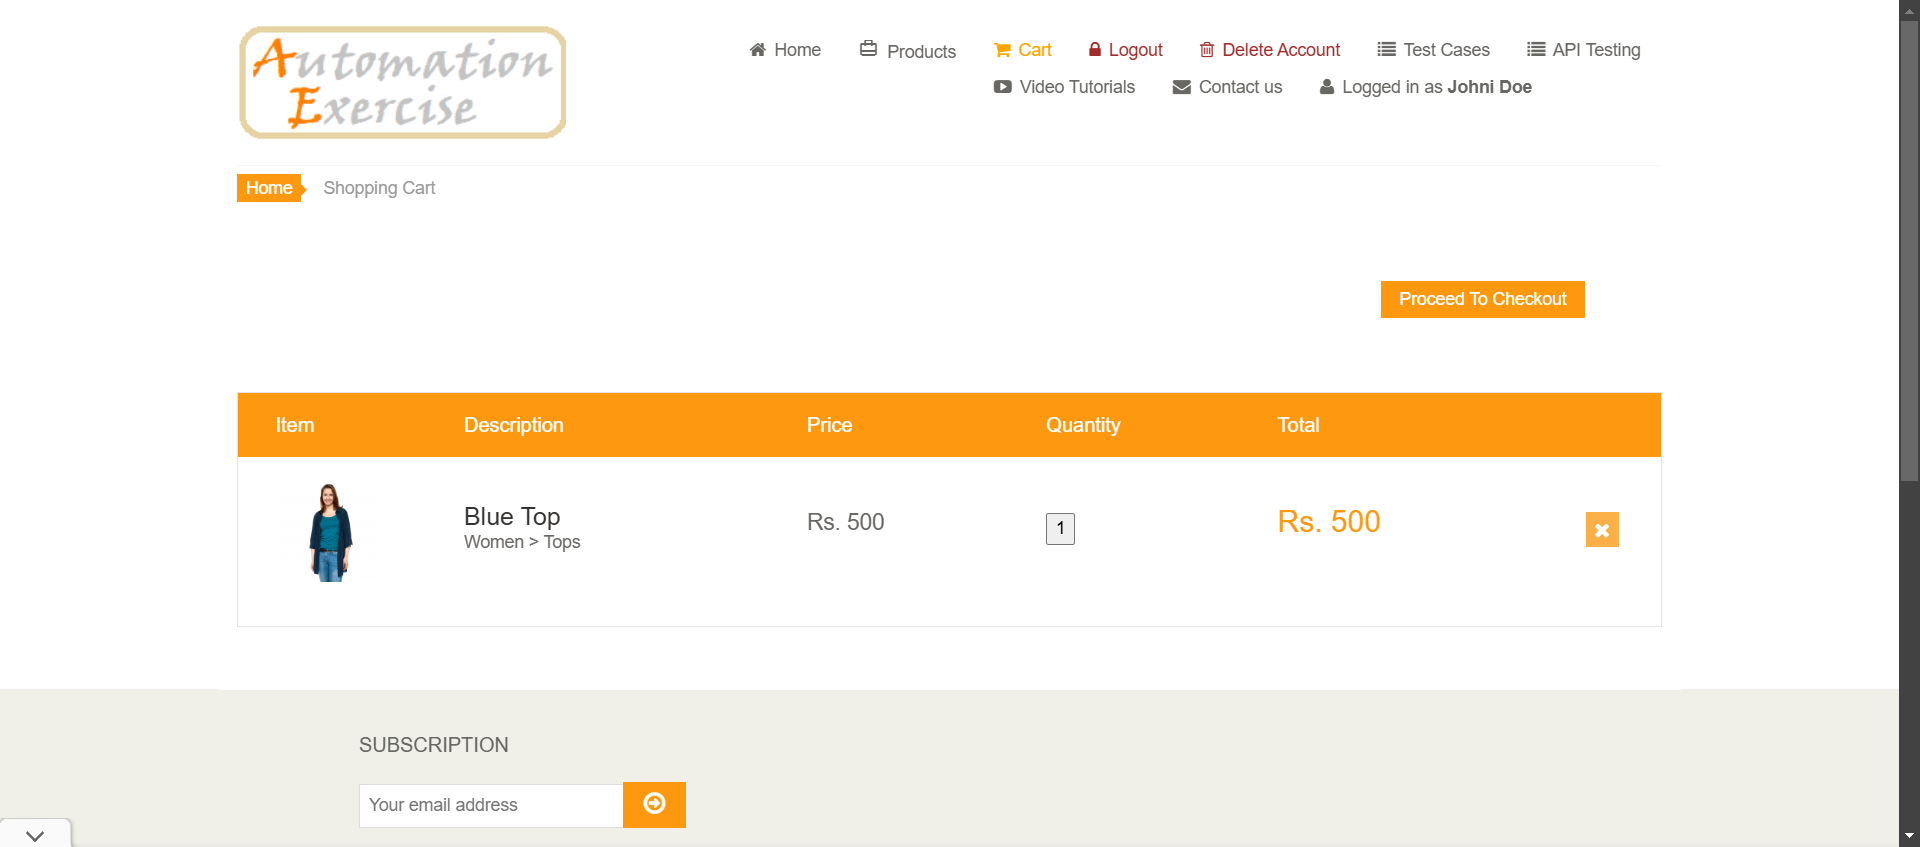 Automation
Exercise
Home
Products
Cart
Logout
Delete Account
Test Cases
API Testing
Video Tutorials
Contact us
Logged in as Johni Doe
Home
Shopping Cart
Proceed To Checkout
Item Description Price Quantity Total
Blue Top
Women > Tops
Rs. 500
1
Rs. 500
SUBSCRIPTION
Your email address